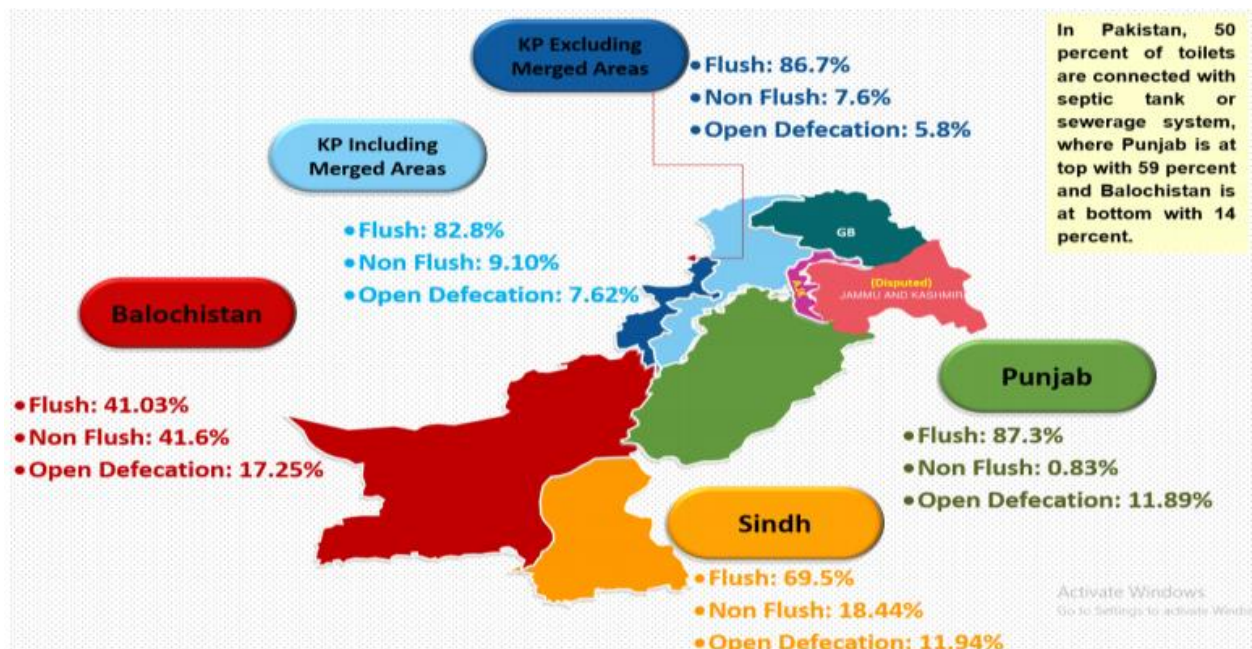 KP Excluding
Merged Areas
• Flush: 86.7%
• Non Flush: 7.6%
• Open Defecation: 5.8%
In Pakistan, 50
percent of toilets
are connected with
septic tank or
sewerage system,
where Punjab is at
top with 59 percent
and Balochistan is
at bottom with 14
percent.
KP Including
Merged Areas
Flush: 82.8%
• Non Flush: 9.10%
• Open Defecation: 7.62%
GB
AJK
(Disputed)
JAMMU AND KASHMIR
Balochistan
• Flush: 41.03%
• Non Flush: 41.6%
• Open Defecation: 17.25%
Punjab
• Flush: 87.3%
• Non Flush: 0.83%
• Open Defecation: 11.89%
Sindh
• Flush: 69.5%
• Non Flush: 18.44%
• Open Defecation: 11.94%
Activate Windows
Go to Settings to activate Windo